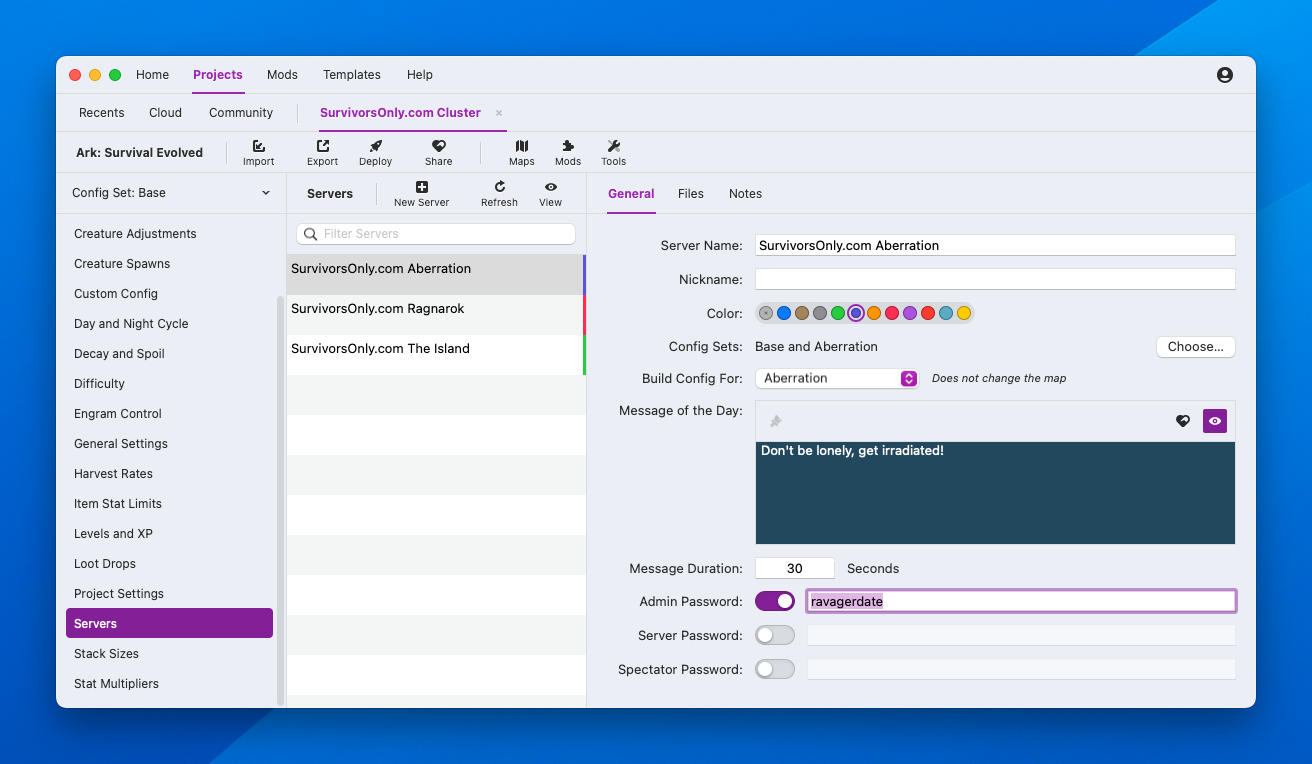 Home Projects Mods Templates Help
Recents Cloud Community SurvivorsOnly.com Cluster ×
Ark: Survival Evolved Import Export Deploy Share Maps Mods Tools
Config Set: Base
Creature Adjustments
Creature Spawns
Custom Config
Day and Night Cycle
Decay and Spoil
Difficulty
Engram Control
General Settings
Harvest Rates
Item Stat Limits
Levels and XP
Loot Drops
Project Settings
Servers
Stack Sizes
Stat Multipliers
Servers New Server Refresh View
Filter Servers
SurvivorsOnly.com Aberration
SurvivorsOnly.com Ragnarok
SurvivorsOnly.com The Island
General Files Notes
Server Name: SurvivorsOnly.com Aberration
Nickname:
Color:
Config Sets: Base and Aberration Choose...
Build Config For: Aberration Does not change the map
Message of the Day:
Don't be lonely, get irradiated!
Message Duration: 30 Seconds
Admin Password: ravagerdate
Server Password:
Spectator Password: